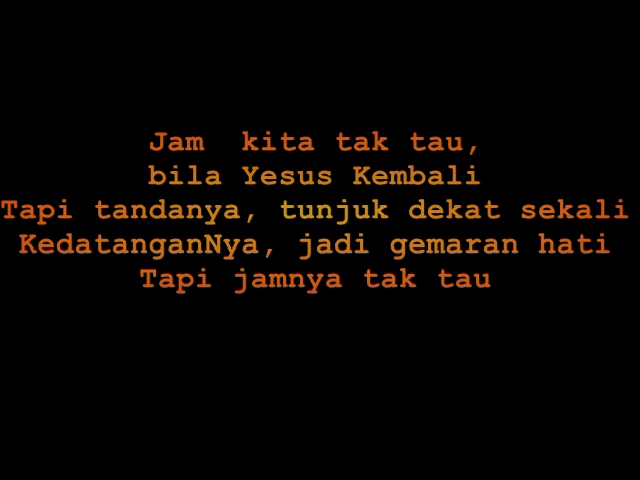 Jam  kita tak tau,
bila Yesus Kembali
Tapi tandanya, tunjuk dekat sekali
KedatanganNya, jadi gemaran hati
Tapi jamnya tak tau